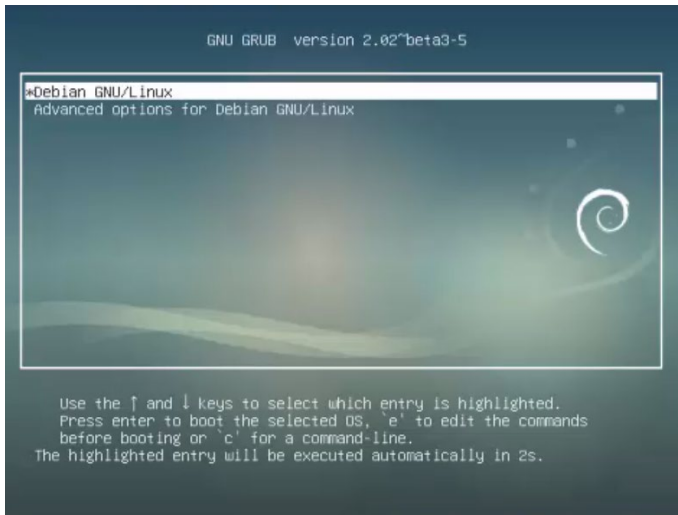 GNU GRUB  version 2.02~beta3-5
*Debian GNU/Linux
Advanced options for Debian GNU/Linux
Use the ↑ and ↓ keys to select which entry is highlighted.
Press enter to boot the selected OS, `e' to edit the commands
before booting or `c' for a command-line.
The highlighted entry will be executed automatically in 2s.